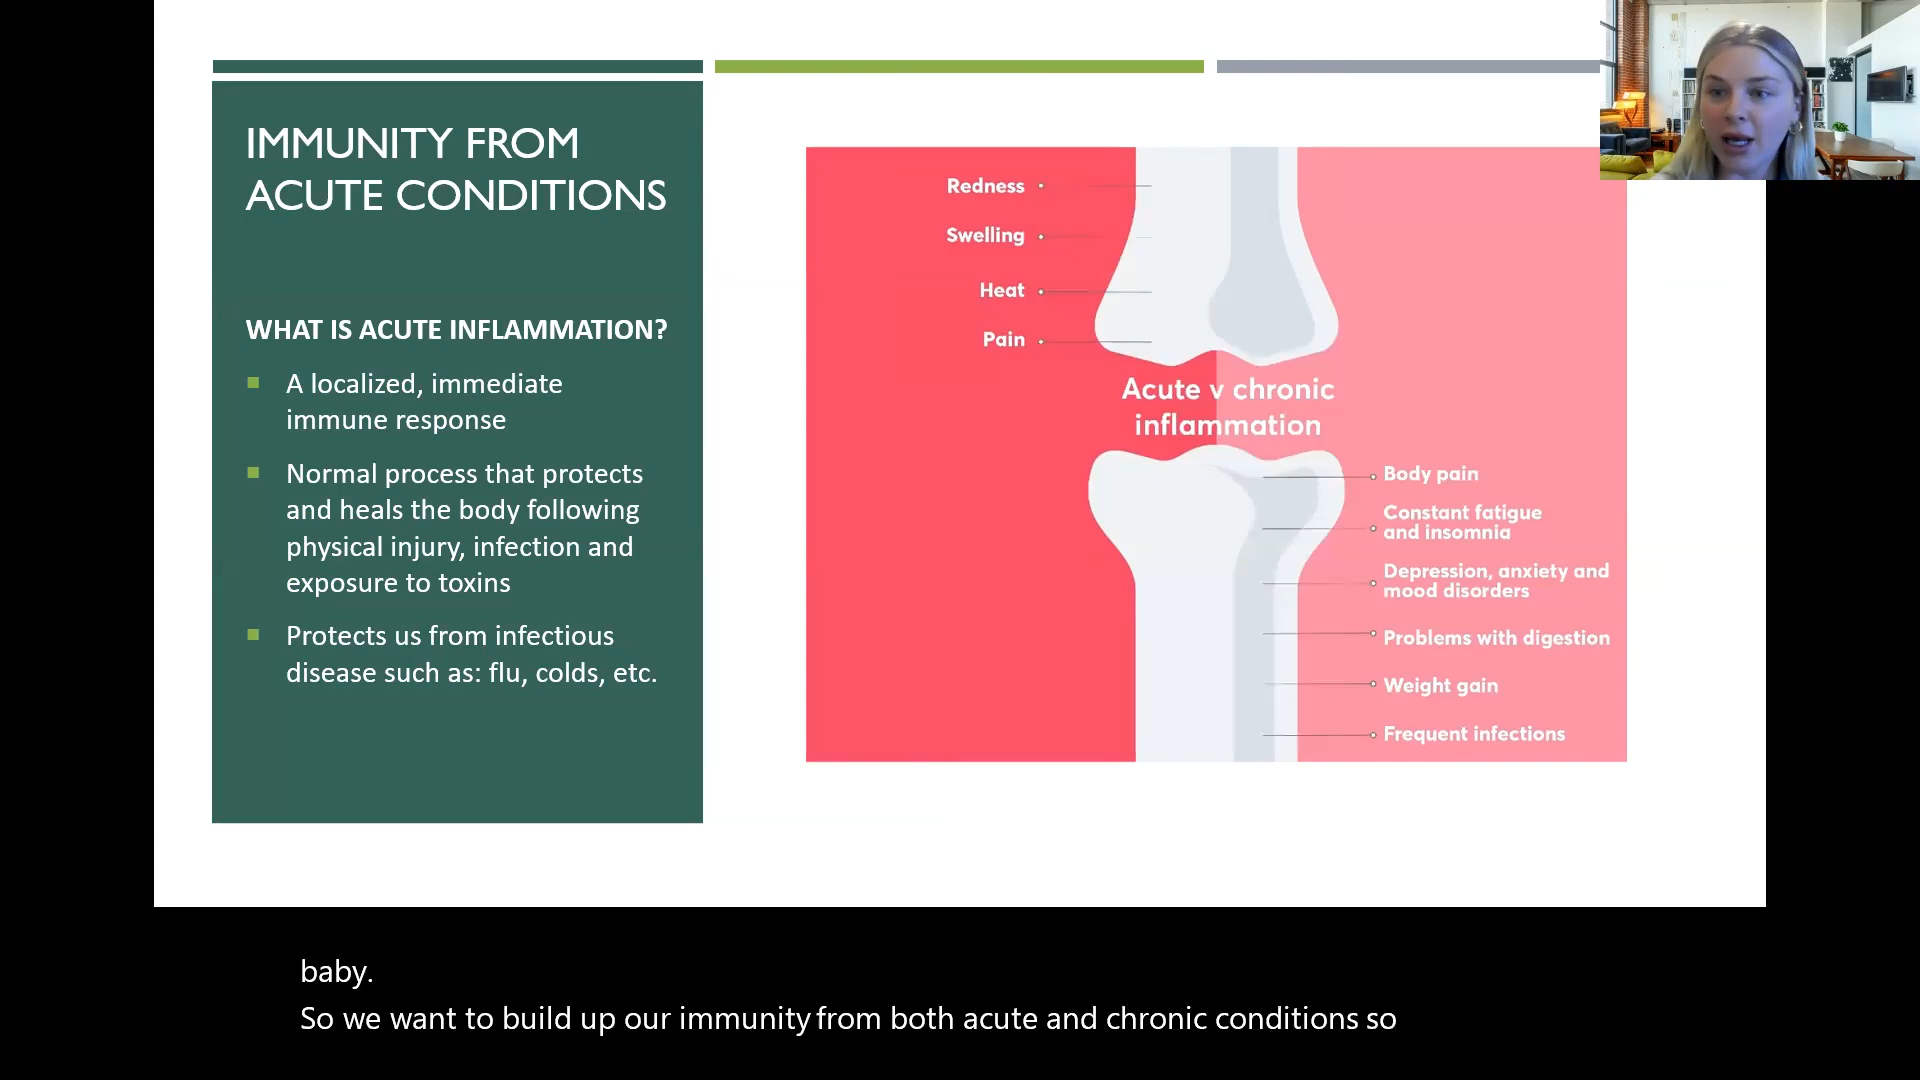 IMMUNITY FROM
ACUTE CONDITIONS
WHAT IS ACUTE INFLAMMATION?
A localized, immediate
immune response
Normal process that protects
and heals the body following
physical injury, infection and
exposure to toxins
Protects us from infectious
disease such as: flu, colds, etc.
Redness
Swelling
Heat
Pain
Acute v chronic
inflammation
Body pain
Constant fatigue
and insomnia
Depression, anxiety and
mood disorders
Problems with digestion
Weight gain
Frequent infections
baby.
So we want to build up our immunity from both acute and chronic conditions so